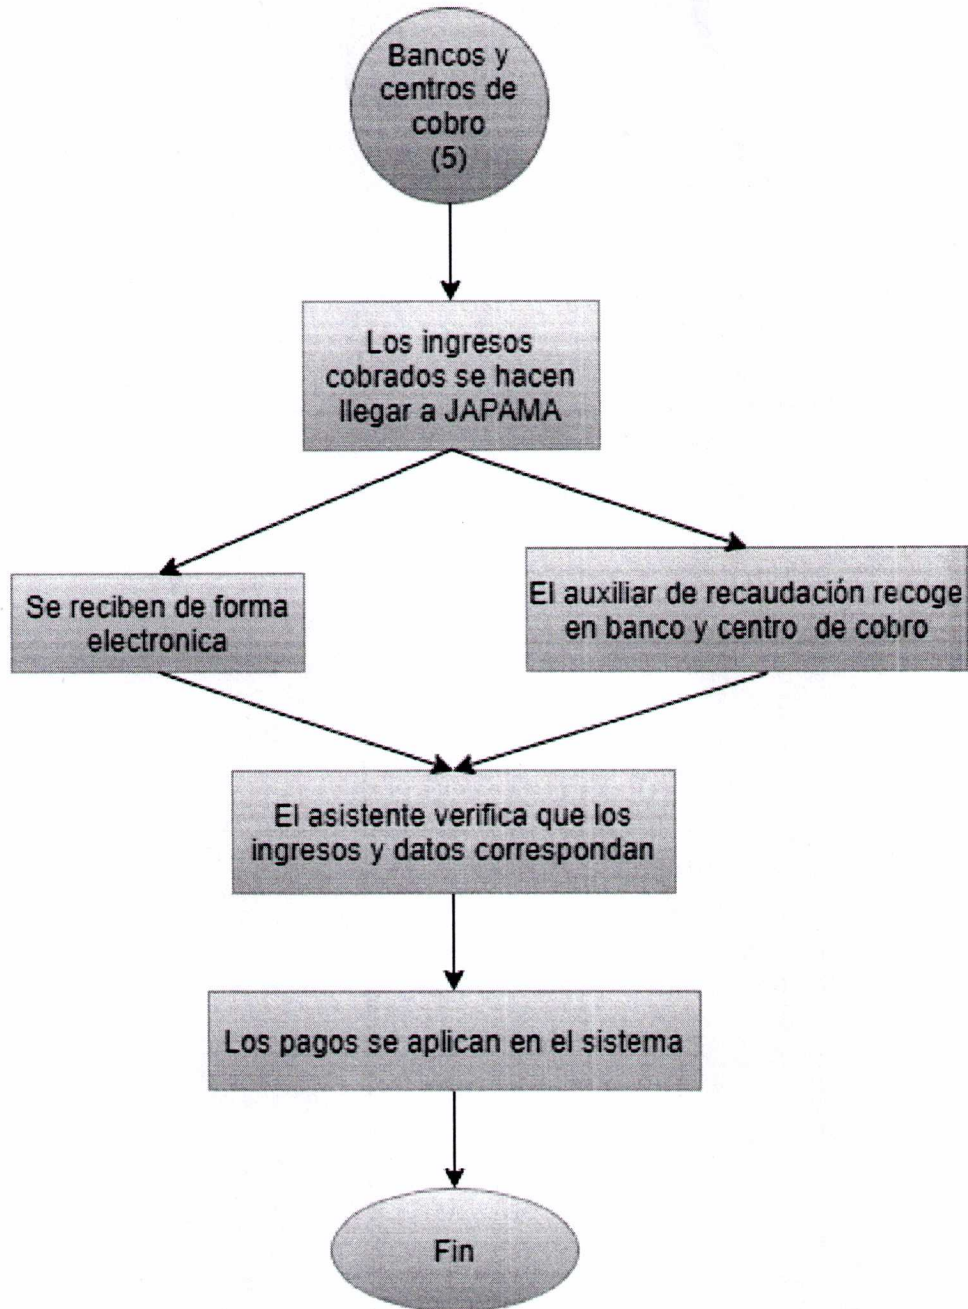 Bancos y
centros de
cobro
(5)
Los ingresos
cobrados se hacen
llegar a JAPAMA
Se reciben de forma
electronica
El auxiliar de recaudación recoge
en banco y centro de cobro
El asistente verifica que los
ingresos y datos correspondan
Los pagos se aplican en el sistema
Fin